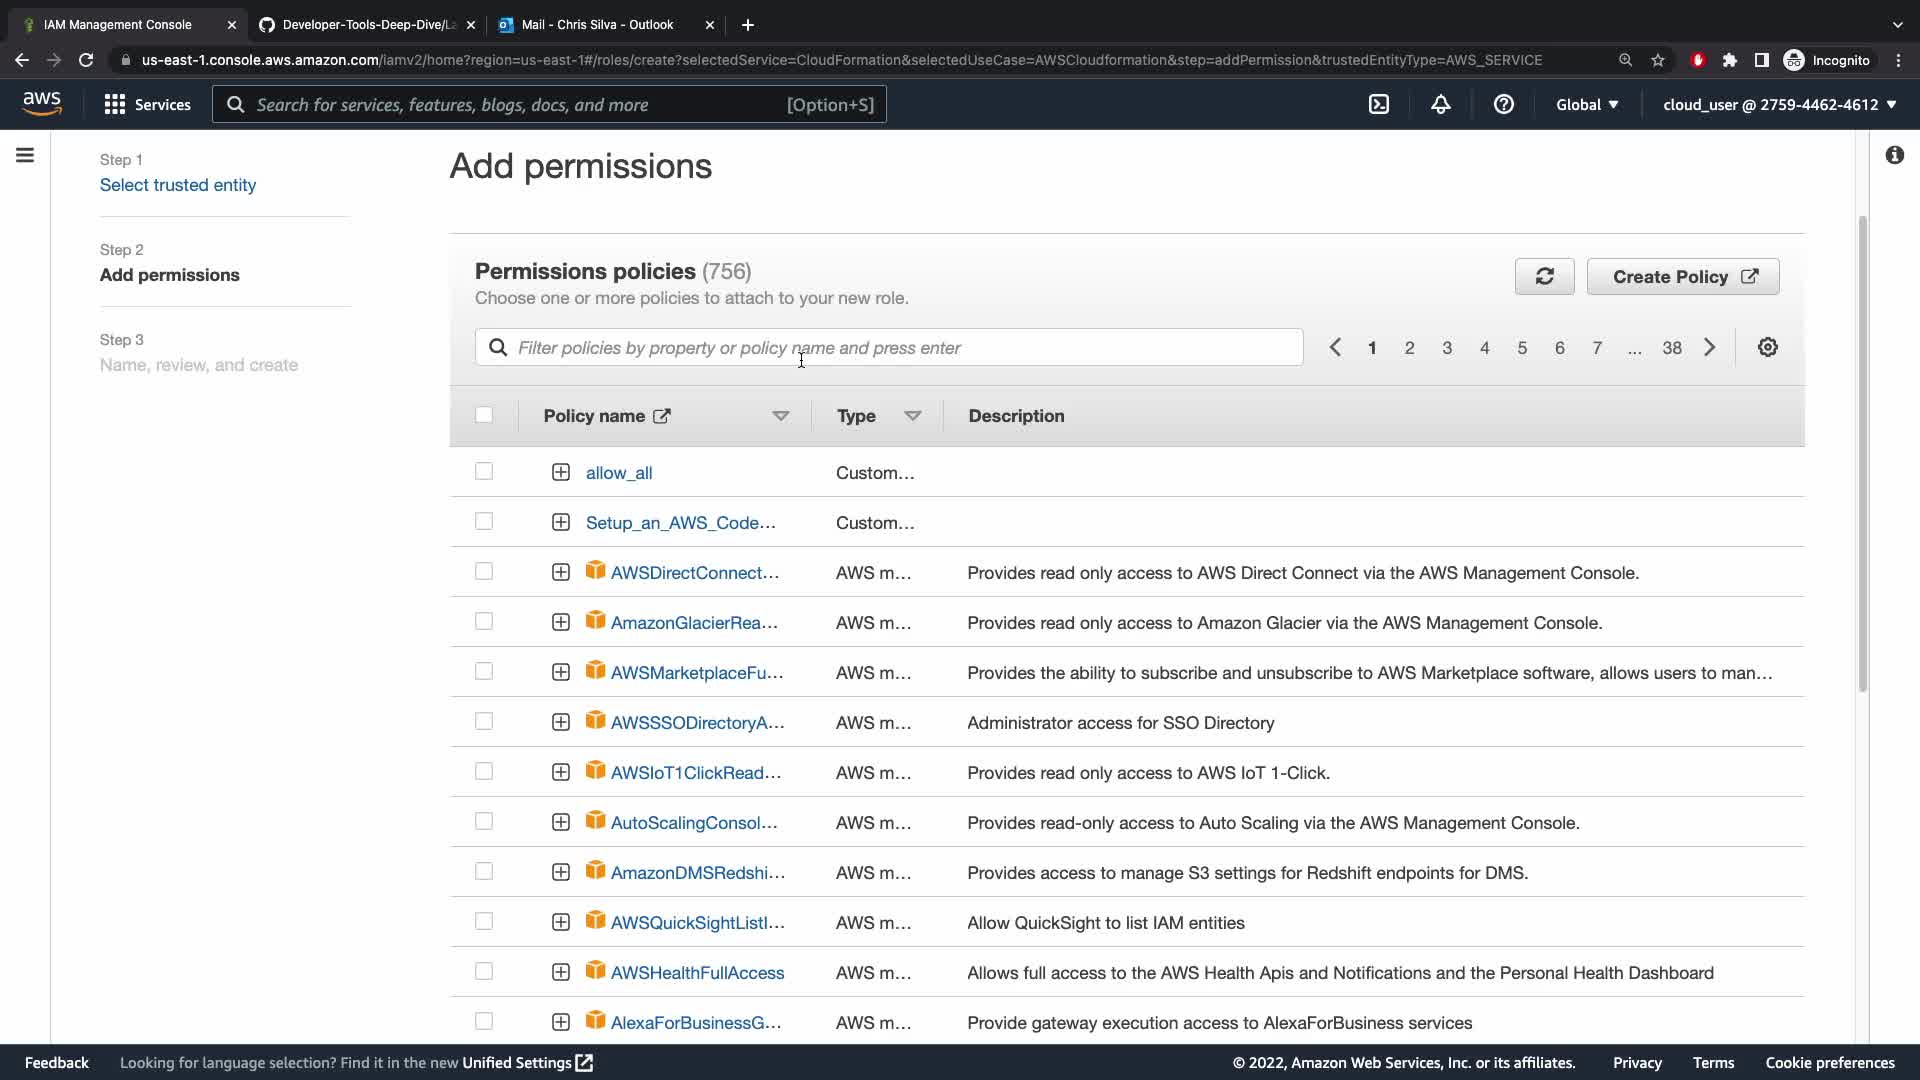 IAM Management Console
Developer-Tools-Deep-Dive/La
Mail - Chris Silva - Outlook
us-east-1.console.aws.amazon.com/iamv2/home?region=us-east-1#/roles/create?selectedService=CloudFormation&selectedUseCase=AWSCloudformation&step=addPermission&trustedEntityType=AWS_SERVICE
Incognito
aws
Services
Search for services, features, blogs, docs, and more
[Option+S]
Global
cloud_user @ 2759-4462-4612
Step 1
Select trusted entity
Step 2
Add permissions
Step 3
Name, review, and create
Add permissions
Permissions policies (756)
Choose one or more policies to attach to your new role.
Create Policy
Filter policies by property or policy name and press enter
1 2 3 4 5 6 7 ... 38
Policy name Type Description
allow_all Custom...
Setup_an_AWS_Code... Custom...
AWSDirectConnect... AWS m... Provides read only access to AWS Direct Connect via the AWS Management Console.
AmazonGlacierRea... AWS m... Provides read only access to Amazon Glacier via the AWS Management Console.
AWSMarketplaceFu... AWS m... Provides the ability to subscribe and unsubscribe to AWS Marketplace software, allows users to man...
AWSSSODirectoryA... AWS m... Administrator access for SSO Directory
AWSIoT1ClickRead... AWS m... Provides read only access to AWS IoT 1-Click.
AutoScalingConsol... AWS m... Provides read-only access to Auto Scaling via the AWS Management Console.
AmazonDMSRedshi... AWS m... Provides access to manage S3 settings for Redshift endpoints for DMS.
AWSQuickSightListI... AWS m... Allow QuickSight to list IAM entities
AWSHealthFullAccess AWS m... Allows full access to the AWS Health Apis and Notifications and the Personal Health Dashboard
AlexaForBusinessG... AWS m... Provide gateway execution access to AlexaForBusiness services
Feedback
Looking for language selection? Find it in the new Unified Settings
© 2022, Amazon Web Services, Inc. or its affiliates.
Privacy
Terms
Cookie preferences